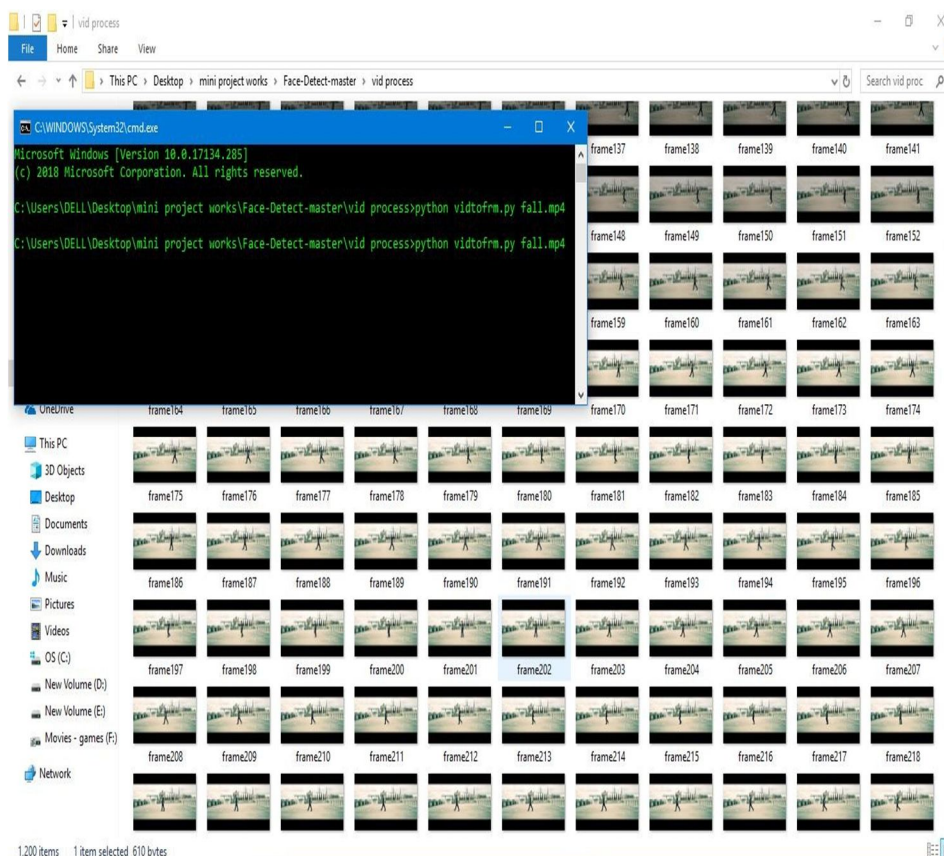 vid process
File Home Share View
This PC > Desktop > mini project works > Face-Detect-master > vid process
Search vid proc
C:\WINDOWS\System32\cmd.exe
Microsoft Windows [Version 10.0.17134.285]
(c) 2018 Microsoft Corporation. All rights reserved.
C:\Users\DELL\Desktop\mini project works\Face-Detect-master\vid process>python vidtofrm.py fall.mp4
C:\Users\DELL\Desktop\mini project works\Face-Detect-master\vid process>python vidtofrm.py fall.mp4
frame137 frame138 frame139 frame140 frame141
frame148 frame149 frame150 frame151 frame152
frame159 frame160 frame161 frame162 frame163
OneDrive
This PC
3D Objects
Desktop
Documents
Downloads
Music
Pictures
Videos
OS (C:)
New Volume (D:)
New Volume (E:)
Movies - games (F:)
Network
frame164 frame165 frame166 frame167 frame168 frame169 frame170 frame171 frame172 frame173 frame174
frame175 frame176 frame177 frame178 frame179 frame180 frame181 frame182 frame183 frame184 frame185
frame186 frame187 frame188 frame189 frame190 frame191 frame192 frame193 frame194 frame195 frame196
frame197 frame198 frame199 frame200 frame201 frame202 frame203 frame204 frame205 frame206 frame207
frame208 frame209 frame210 frame211 frame212 frame213 frame214 frame215 frame216 frame217 frame218
1,200 items 1 item selected 610 bytes